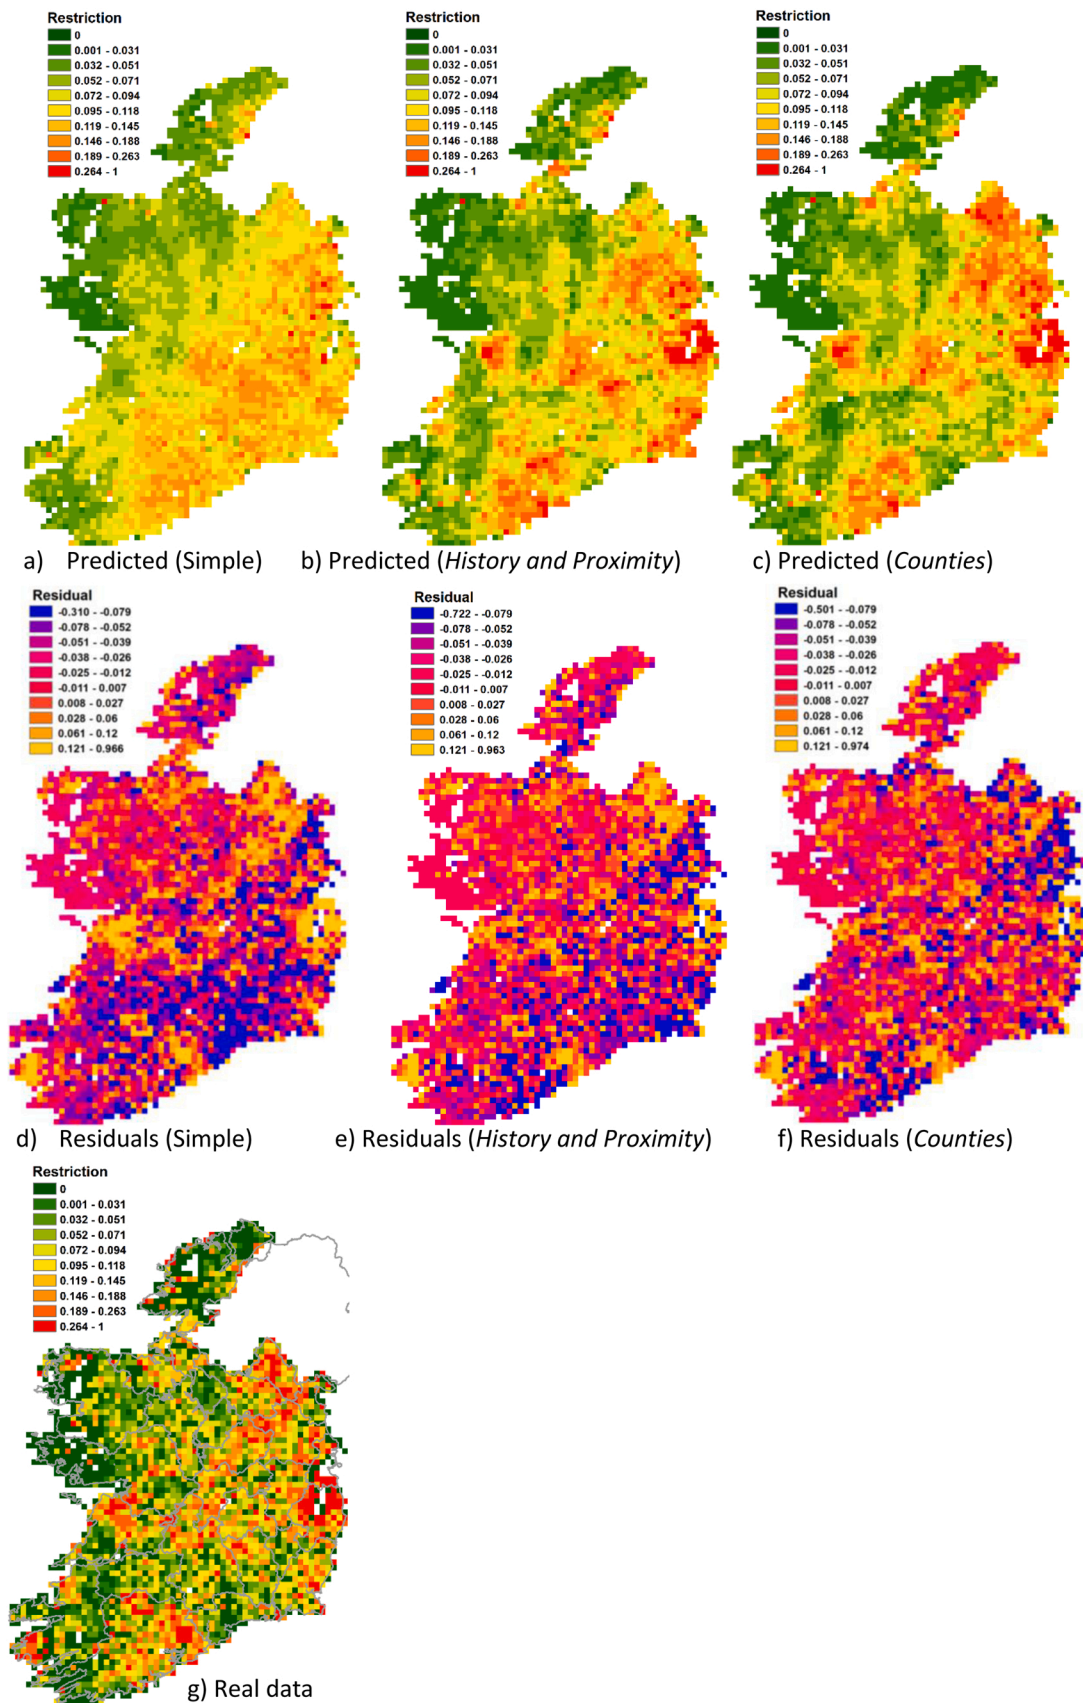 Restriction
0
0.001 - 0.031
0.032 - 0.051
0.052 - 0.071
0.072 - 0.094
0.095 - 0.118
0.119 - 0.145
0.146 - 0.188
0.189 - 0.263
0.264 - 1
Restriction
0
0.001 - 0.031
0.032 - 0.051
0.052 - 0.071
0.072 - 0.094
0.095 - 0.118
0.119 - 0.145
0.146 - 0.188
0.189 - 0.263
0.264 - 1
Restriction
0
0.001 - 0.031
0.032 - 0.051
0.052 - 0.071
0.072 - 0.094
0.095 - 0.118
0.119 - 0.145
0.146 - 0.188
0.189 - 0.263
0.264 - 1
a) Predicted (Simple)
b) Predicted (History and Proximity)
c) Predicted (Counties)
Residual
-0.310 - -0.079
-0.078 - -0.052
-0.051 - -0.039
-0.038 - -0.026
-0.025 - -0.012
-0.011 - 0.007
0.008 - 0.027
0.028 - 0.06
0.061 - 0.12
0.121 - 0.966
Residual
-0.722 - -0.079
-0.078 - -0.052
-0.051 - -0.039
-0.038 - -0.026
-0.025 - -0.012
-0.011 - 0.007
0.008 - 0.027
0.028 - 0.06
0.061 - 0.12
0.121 - 0.963
Residual
-0.501 - -0.079
-0.078 - -0.052
-0.051 - -0.039
-0.038 - -0.026
-0.025 - -0.012
-0.011 - 0.007
0.008 - 0.027
0.028 - 0.06
0.061 - 0.12
0.121 - 0.974
d) Residuals (Simple)
e) Residuals (History and Proximity)
f) Residuals (Counties)
Restriction
0
0.001 - 0.031
0.032 - 0.051
0.052 - 0.071
0.072 - 0.094
0.095 - 0.118
0.119 - 0.145
0.146 - 0.188
0.189 - 0.263
0.264 - 1
g) Real data